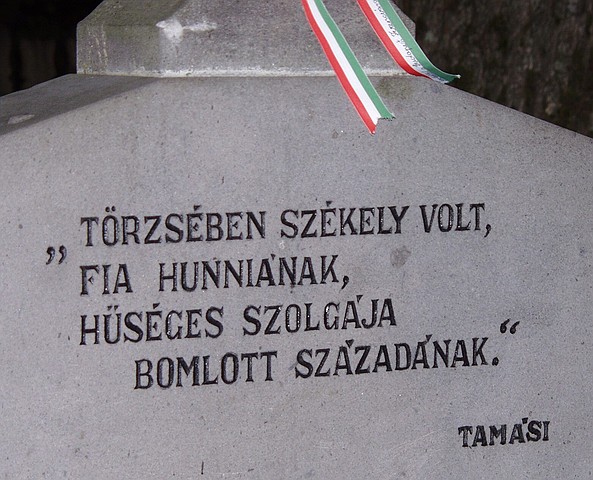 „TÖRZSÉBEN SZÉKELY VOLT,
FIA HUNNIÁNAK,
HŰSÉGES SZOLGÁJA
BOMLOTT SZÁZADÁNAK.“
TAMÁSI